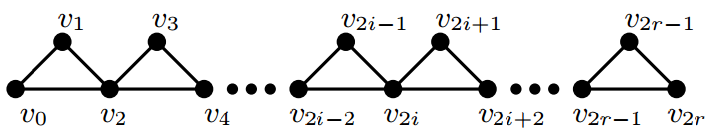 v₁ v₃ v₂ᵢ₋₁ v₂ᵢ₊₁ v₂ᵣ₋₁
v₀ v₂ v₄ v₂ᵢ₋₂ v₂ᵢ v₂ᵢ₊₂ v₂ᵣ₋₁ v₂ᵣ